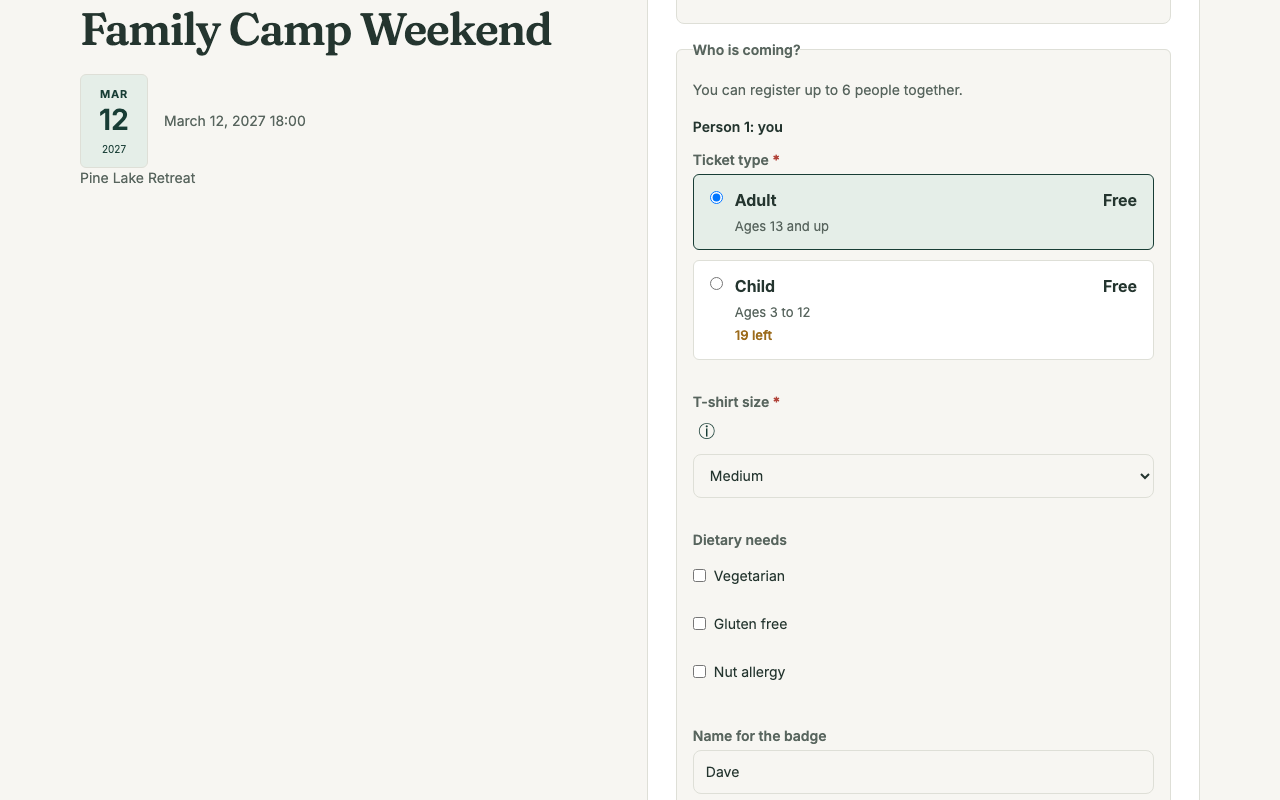 Family Camp Weekend
MAR
12
2027
March 12, 2027 18:00
Pine Lake Retreat
Who is coming?
You can register up to 6 people together.
Person 1: you
Ticket type *
Adult
Free
Ages 13 and up
Child
Free
Ages 3 to 12
19 left
T-shirt size *
ⓘ
Medium
Dietary needs
Vegetarian
Gluten free
Nut allergy
Name for the badge
Dave